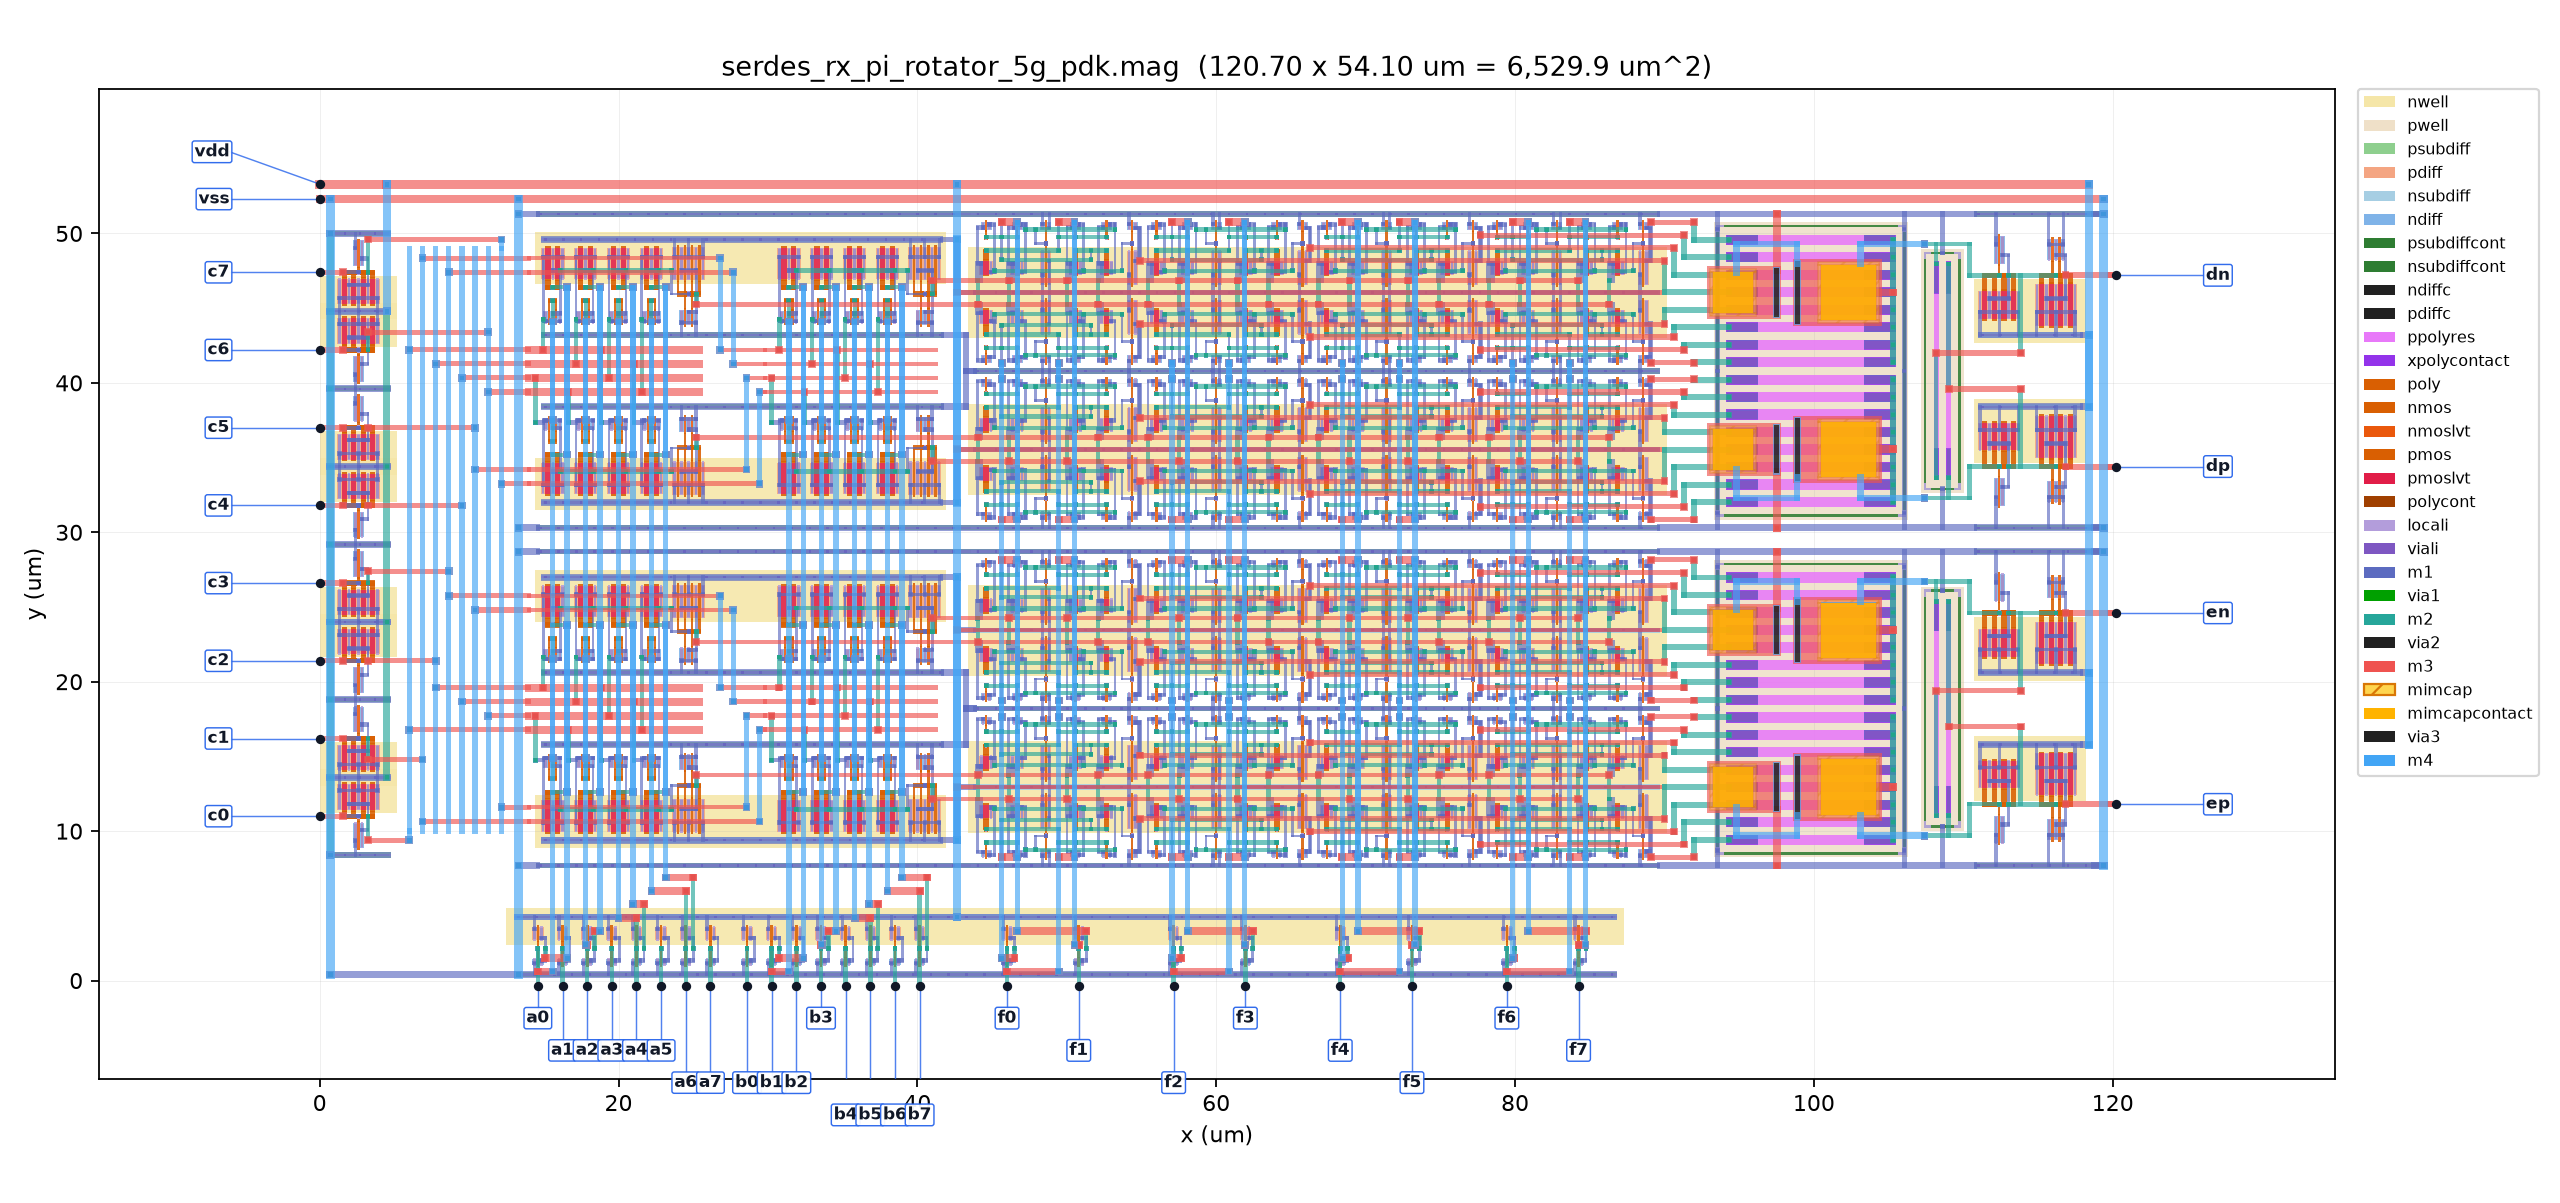 serdes_rx_pi_rotator_5g_pdk.mag (120.70 x 54.10 um = 6,529.9 um^2)
vdd
vss
c7
c6
c5
c4
c3
c2
c1
c0
dn
dp
en
ep
a0
b3
f0
f3
f6
a1 a2 a3 a4 a5
f1
f4
f7
a6 a7 b0 b1 b2
f2
f5
b4 b5 b6 b7
50
40
30
20
10
0
y (um)
0 20 40 60 80 100 120
x (um)
nwell
pwell
psubdiff
pdiff
nsubdiff
ndiff
psubdiffcont
nsubdiffcont
ndiffc
pdiffc
ppolyres
xpolycontact
poly
nmos
nmoslvt
pmos
pmoslvt
polycont
locali
viali
m1
via1
m2
via2
m3
mimcap
mimcapcontact
via3
m4